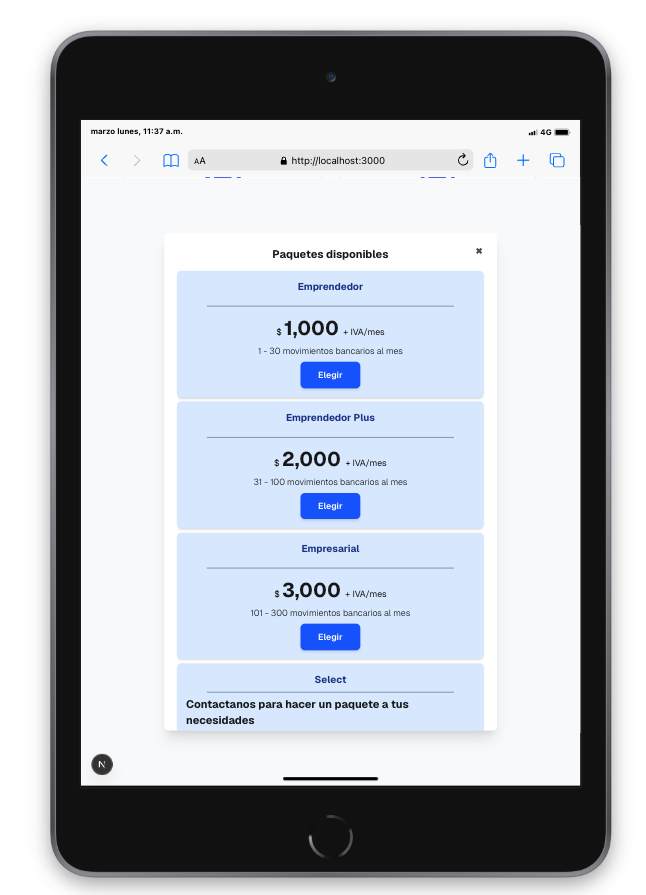 marzo lunes, 11:37 a.m.
4G
AA
http://localhost:3000
Paquetes disponibles
✖
Emprendedor
$ 1,000 + IVA/mes
1 - 30 movimientos bancarios al mes
Elegir
Emprendedor Plus
$ 2,000 + IVA/mes
31 - 100 movimientos bancarios al mes
Elegir
Empresarial
$ 3,000 + IVA/mes
101 - 300 movimientos bancarios al mes
Elegir
Select
Contactanos para hacer un paquete a tus
necesidades
N